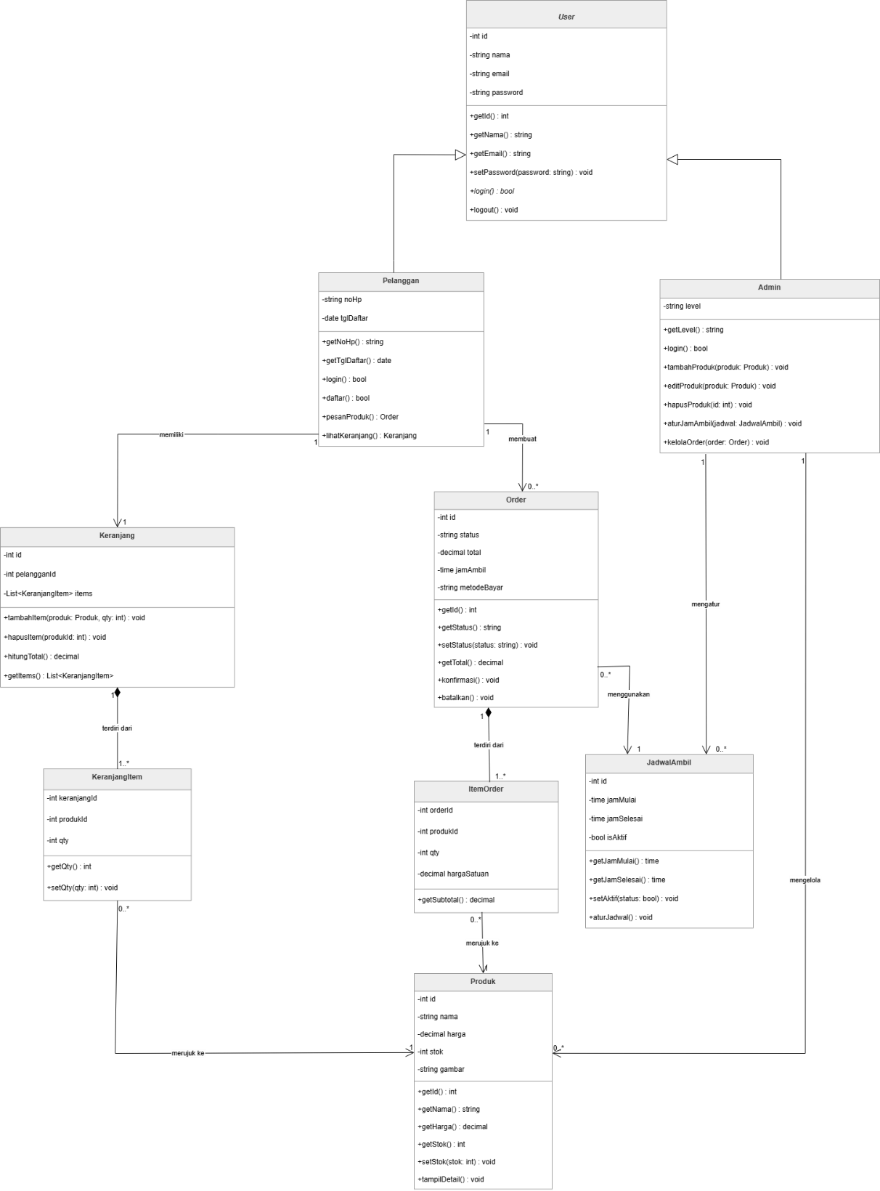 User
-int id
-string nama
-string email
-string password
+getId() : int
+getNama() : string
+getEmail() : string
+setPassword(password: string) : void
+login() : bool
+logout() : void
Pelanggan
-string noHp
-date tglDaftar
+getNoHp() : string
+getTglDaftar() : date
+login() : bool
+daftar() : bool
+pesanProduk() : Order
+lihatKeranjang() : Keranjang
Admin
-string level
+getLevel() : string
+login() : bool
+tambahProduk(produk: Produk) : void
+editProduk(produk: Produk) : void
+hapusProduk(id: int) : void
+aturJamAmbil(jadwal: JadwalAmbil) : void
+kelolaOrder(order: Order) : void
memiliki
1
1
1
membuat
0..*
1
mengatur
0..*
1
mengelola
0..*
Keranjang
-int id
-int pelangganId
-List<KeranjangItem> items
+tambahItem(produk: Produk, qty: int) : void
+hapusItem(produkId: int) : void
+hitungTotal() : decimal
+getItems() : List<KeranjangItem>
1
terdiri dari
1..*
Order
-int id
-string status
-decimal total
-time jamAmbil
-string metodeBayar
+getId() : int
+getStatus() : string
+setStatus(status: string) : void
+getTotal() : decimal
+konfirmasi() : void
+batalkan() : void
0..*
menggunakan
1
1
terdiri dari
1..*
KeranjangItem
-int keranjangId
-int produkId
-int qty
+getQty() : int
+setQty(qty: int) : void
0..*
merujuk ke
1
ItemOrder
-int orderId
-int produkId
-int qty
-decimal hargaSatuan
+getSubtotal() : decimal
0..*
merujuk ke
1
JadwalAmbil
-int id
-time jamMulai
-time jamSelesai
-bool isAktif
+getJamMulai() : time
+getJamSelesai() : time
+setAktif(status: bool) : void
+aturJadwal() : void
Produk
-int id
-string nama
-decimal harga
-int stok
-string gambar
+getId() : int
+getNama() : string
+getHarga() : decimal
+getStok() : int
+setStok(stok: int) : void
+tampilDetail() : void